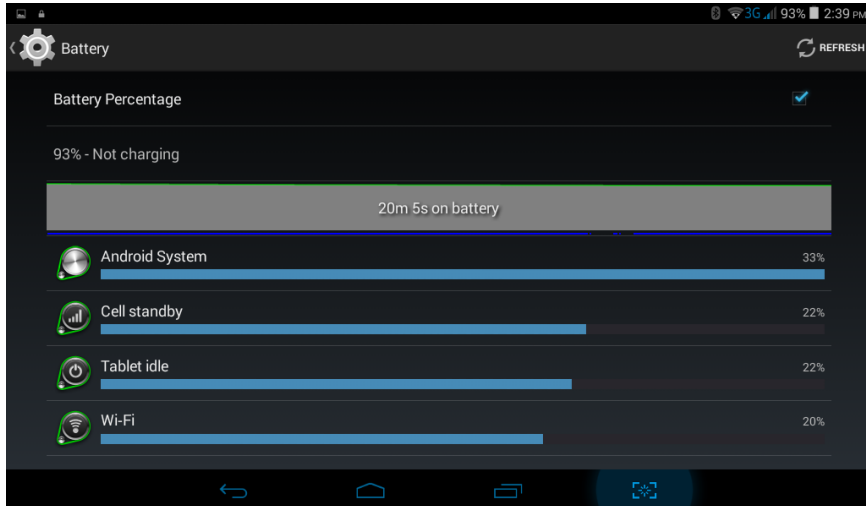 3G 93% 2:39 PM
Battery REFRESH
Battery Percentage
93% - Not charging
20m 5s on battery
Android System 33%
Cell standby 22%
Tablet idle 22%
Wi-Fi 20%